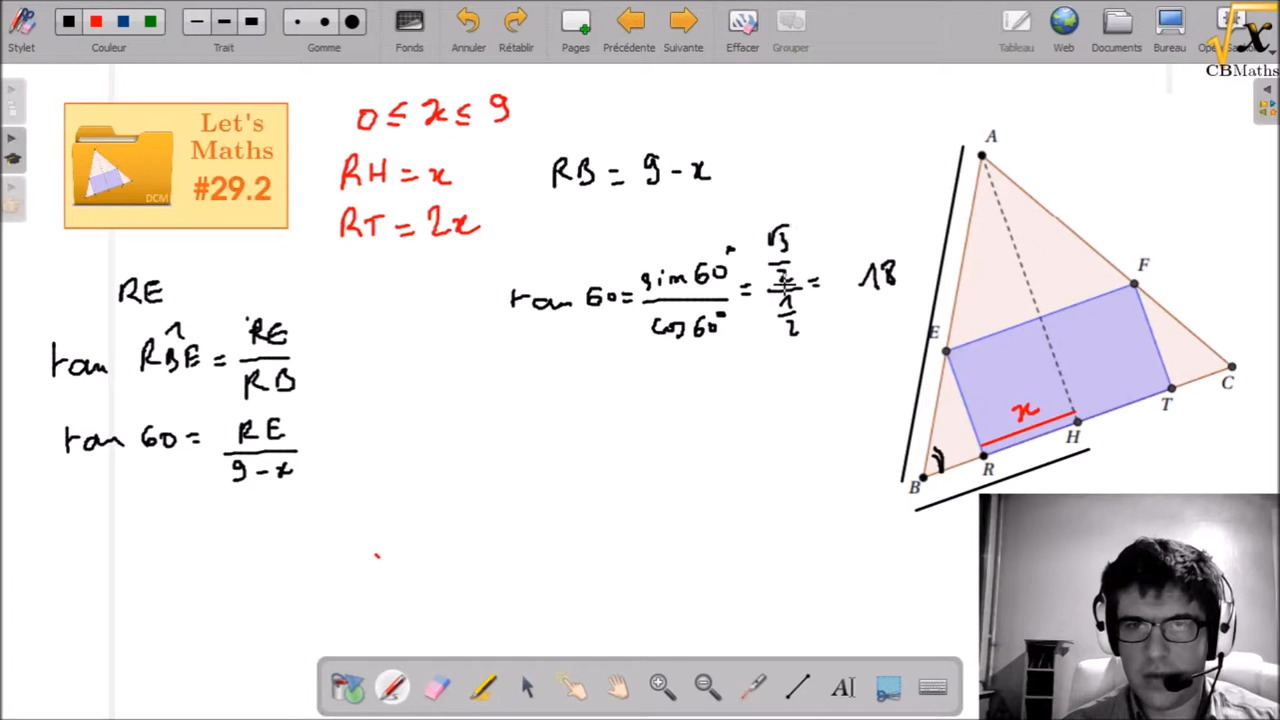 Stylet Couleur Trait Gomme Fonds Annuler Rétablir Pages Précédente Suivante Effacer Grouper Tableau Web Documents Bureau
√x
CBMaths
Let's
Maths
#29.2
DCM
0 ≤ x ≤ 9
RH = x
RB = 9 - x
RT = 2x
RE
tan RBE = RE/RB
tan 60 = RE/(9 - x)
tan 60 = sin 60°/cos 60° = (√3/2)/(1/2) =
18
A
F
E
C
T
x
H
R
B
AI